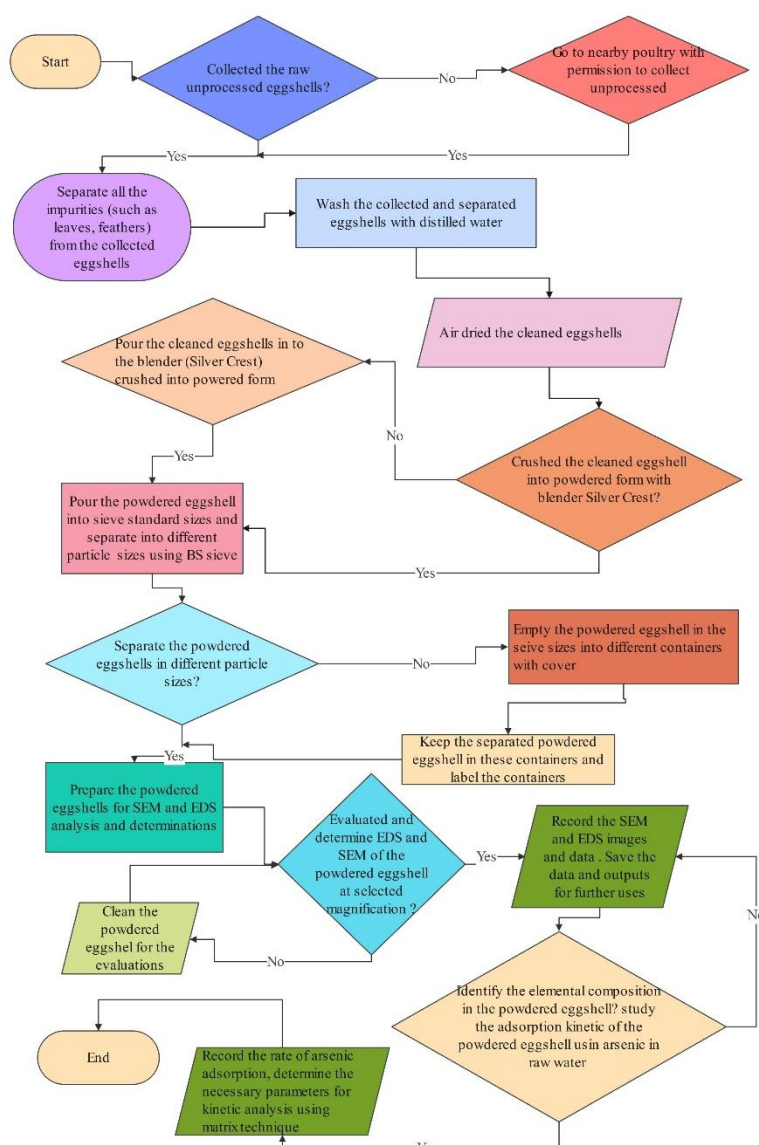 Start
Collected the raw
unprocessed eggshells?
No
Go to nearby poultry with
permission to collect
unprocessed
Yes
Yes
Separate all the
impurities (such as
leaves, feathers)
from the collected
eggshells
Wash the collected and separated
eggshells with distilled water
Air dried the cleaned eggshells
Pour the cleaned eggshells in to
the blender (Silver Crest)
crushed into powered form
No
Crushed the cleaned eggshell
into powdered form with
blender Silver Crest?
Yes
Pour the powdered eggshell
into sieve standard sizes and
separate into different
particle sizes using BS sieve
Yes
Separate the powdered
eggshells in different particle
sizes?
No
Empty the powdered eggshell in the
seive sizes into different containers
with cover
Keep the separated powdered
eggshell in these containers and
label the containers
Yes
Prepare the powdered
eggshells for SEM and EDS
analysis and determinations
Evaluated and
determine EDS and
SEM of the
powdered eggshell
at selected
magnification ?
Yes
Record the SEM
and EDS images
and data . Save the
data and outputs
for further uses
No
Clean the
powdered
eggshel for the
evaluations
No
Identify the elemental composition
in the powdered eggshell? study
the adsorption kinetic of the
powdered eggshell usin arsenic in
raw water
End
Record the rate of arsenic
adsorption, determine the
necessary parameters for
kinetic analysis using
matrix technique